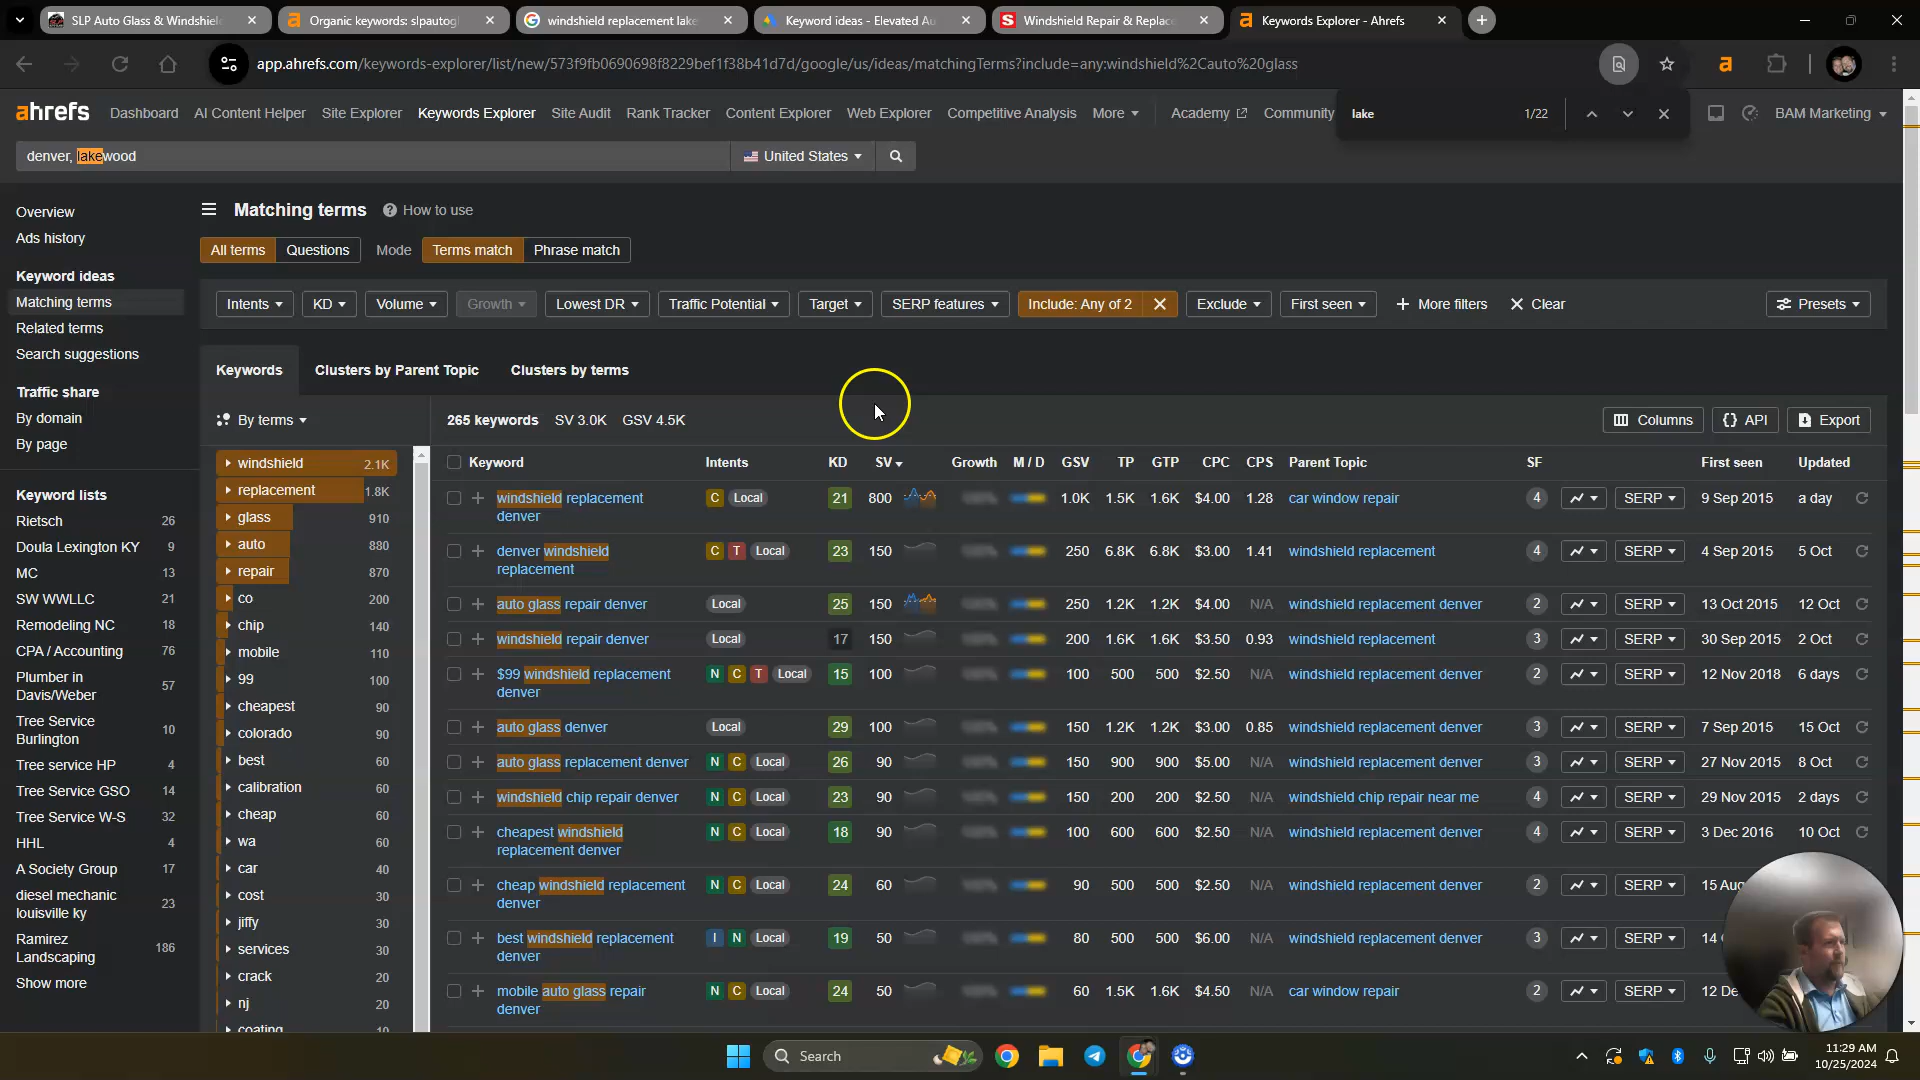 SLP Auto Glass & Windshiel
Organic keywords: slpautogl
windshield replacement lake
Keyword ideas - Elevated Au
Windshield Repair & Replace
Keywords Explorer - Ahrefs
app.ahrefs.com/keywords-explorer/list/new/573f9fb0690698f8229bef1f38b41d7d/google/us/ideas/matchingTerms?include=any:windshield%2Cauto%20glass
lake 1/22
ahrefs Dashboard AI Content Helper Site Explorer Keywords Explorer Site Audit Rank Tracker Content Explorer Web Explorer Competitive Analysis More Academy Community BAM Marketing
denver, lakewood United States
Overview
Ads history
Keyword ideas
Matching terms
Related terms
Search suggestions
Traffic share
By domain
By page
Keyword lists
Rietsch 26
Doula Lexington KY 9
MC 13
SW WWLLC 21
Remodeling NC 18
CPA / Accounting 76
Plumber in
Davis/Weber 57
Tree Service
Burlington 10
Tree service HP 4
Tree Service GSO 14
Tree Service W-S 32
HHL 4
A Society Group 17
diesel mechanic
louisville ky 23
Ramirez
Landscaping 186
Show more
Matching terms ? How to use
All terms Questions Mode Terms match Phrase match
Intents KD Volume Growth Lowest DR Traffic Potential Target SERP features Include: Any of 2 Exclude First seen More filters Clear Presets
Keywords Clusters by Parent Topic Clusters by terms
By terms
windshield 2.1K
replacement 1.8K
glass 910
auto 880
repair 870
co 200
chip 140
mobile 110
99 100
cheapest 90
colorado 90
best 60
calibration 60
cheap 60
wa 60
car 40
cost 30
jiffy 30
services 30
crack 20
nj 20
coating 10
265 keywords SV 3.0K GSV 4.5K Columns {} API Export
Keyword Intents KD SV Growth M / D GSV TP GTP CPC CPS Parent Topic SF First seen Updated
windshield replacement C Local 21 800 1.0K 1.5K 1.6K $4.00 1.28 car window repair 4 SERP 9 Sep 2015 a day
denver
denver windshield C T Local 23 150 250 6.8K 6.8K $3.00 1.41 windshield replacement 4 SERP 4 Sep 2015 5 Oct
replacement
auto glass repair denver Local 25 150 250 1.2K 1.2K $4.00 N/A windshield replacement denver 2 SERP 13 Oct 2015 12 Oct
windshield repair denver Local 17 150 200 1.6K 1.6K $3.50 0.93 windshield replacement 3 SERP 30 Sep 2015 2 Oct
$99 windshield replacement N C T Local 15 100 100 500 500 $2.50 N/A windshield replacement denver 2 SERP 12 Nov 2018 6 days
denver
auto glass denver Local 29 100 150 1.2K 1.2K $3.00 0.85 windshield replacement denver 3 SERP 7 Sep 2015 15 Oct
auto glass replacement denver N C Local 26 90 150 900 900 $5.00 N/A windshield replacement denver 3 SERP 27 Nov 2015 8 Oct
windshield chip repair denver N C Local 23 90 150 200 200 $2.50 N/A windshield chip repair near me 4 SERP 29 Nov 2015 2 days
cheapest windshield N C Local 18 90 100 600 600 $2.50 N/A windshield replacement denver 4 SERP 3 Dec 2016 10 Oct
replacement denver
cheap windshield replacement N C Local 24 60 90 500 500 $2.50 N/A windshield replacement denver 2 SERP 15 Aug
denver
best windshield replacement I N Local 19 50 80 500 500 $6.00 N/A windshield replacement denver 3 SERP 14
denver
mobile auto glass repair N C Local 24 50 60 1.5K 1.6K $4.50 N/A car window repair 2 SERP 12 De
denver
Search
11:29 AM
10/25/2024